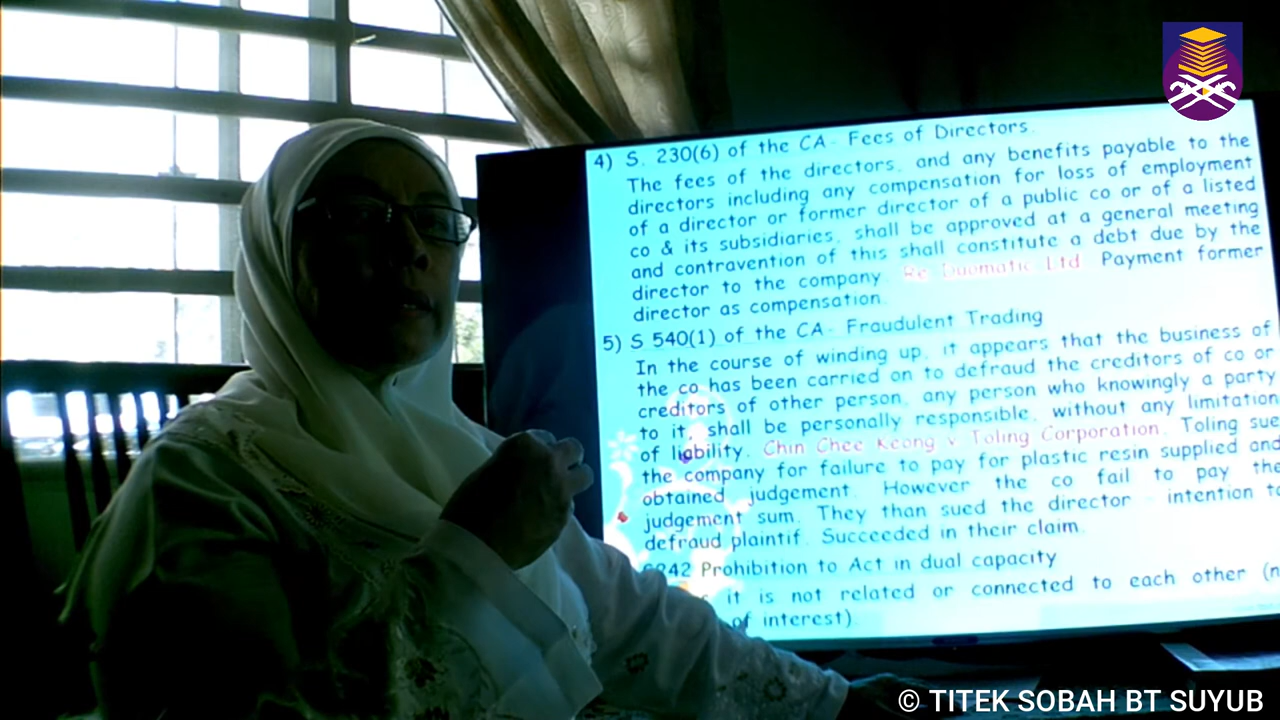 4) S. 230(6) of the CA- Fees of Directors.
The fees of the directors, and any benefits payable to the
directors including any compensation for loss of employment
of a director or former director of a public co or of a listed
co & its subsidiaries, shall be approved at a general meeting
and contravention of this shall constitute a debt due by the
director to the company. Re Duomatic Ltd. Payment former
director as compensation.
5) S 540(1) of the CA- Fraudulent Trading
In the course of winding up, it appears that the business of
the co has been carried on to defraud the creditors of co or
creditors of other person, any person who knowingly a party
to it, shall be personally responsible, without any limitation
of liability. Chin Chee Keong v Toling Corporation. Toling sue
the company for failure to pay for plastic resin supplied and
obtained judgement. However the co fail to pay the
judgement sum. They than sued the director - intention to
defraud plaintif. Succeeded in their claim.
S242 Prohibition to Act in dual capacity
it is not related or connected to each other (n
of interest).
© TITEK SOBAH BT SUYUB